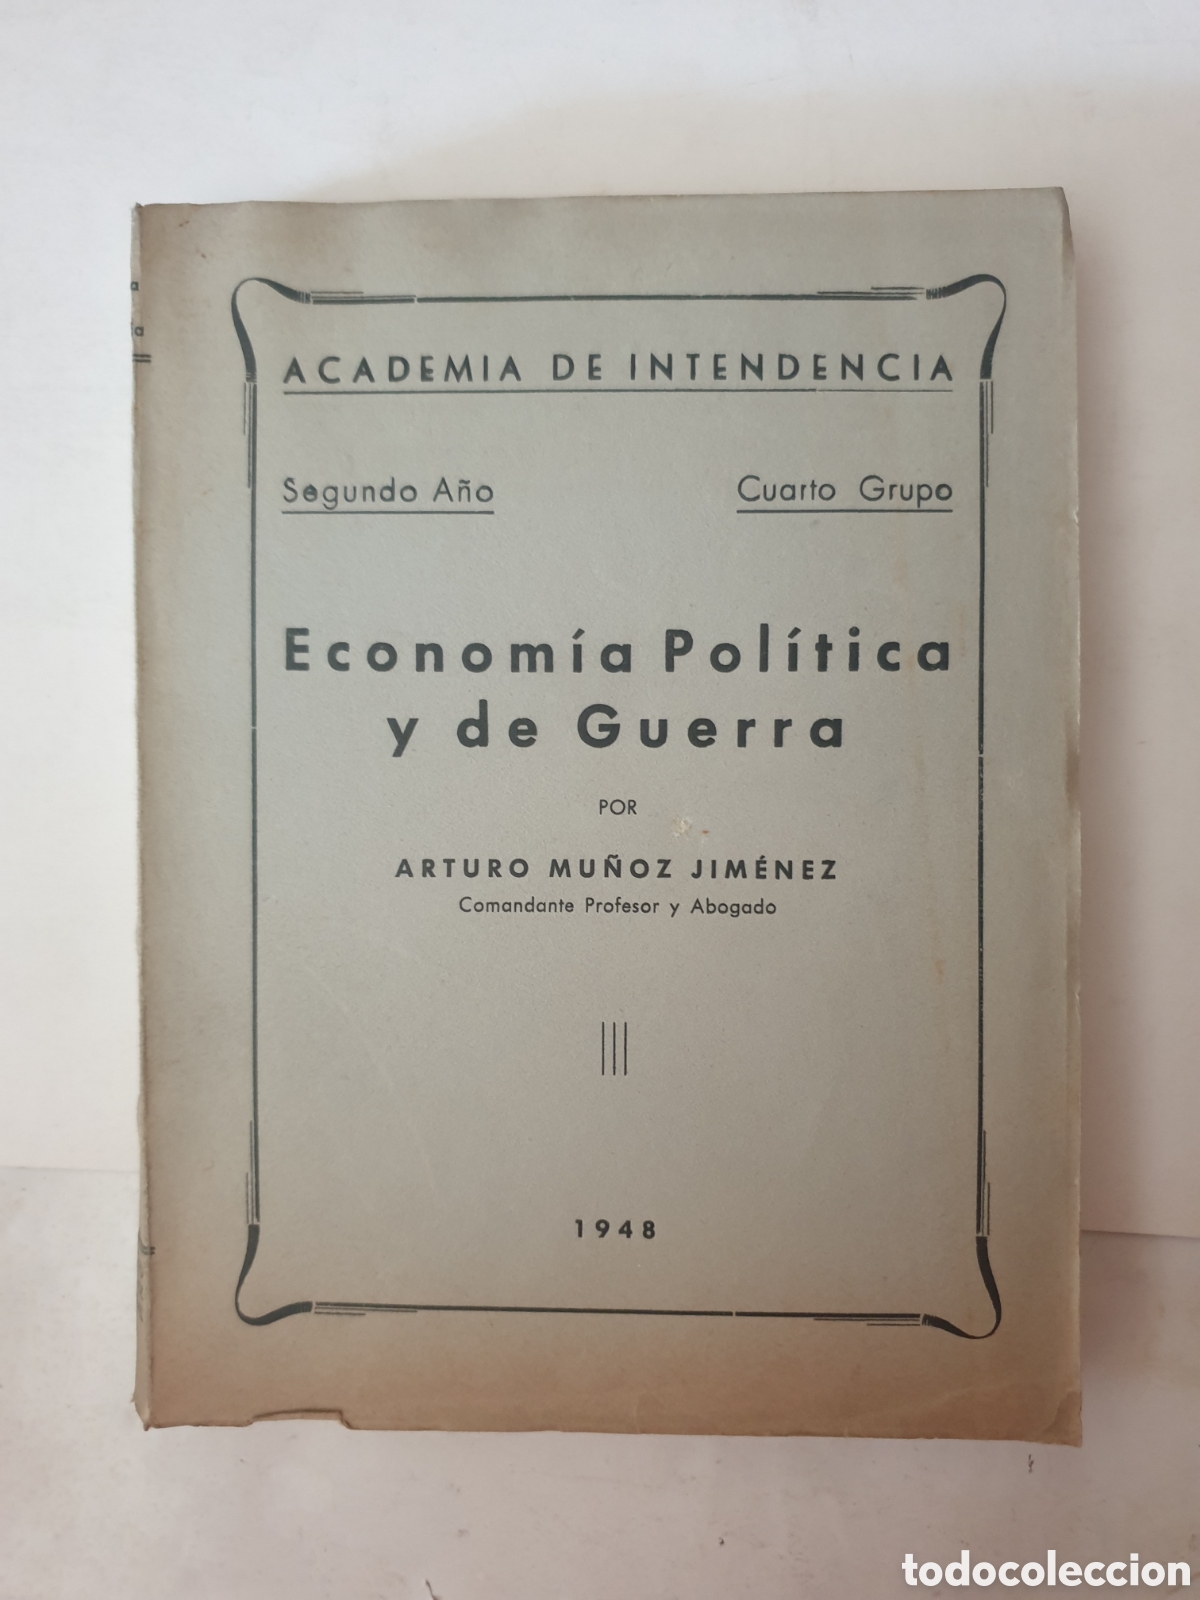 ACADEMIA DE INTENDENCIA
Segundo Año Cuarto Grupo
Economía Política
y de Guerra
POR
ARTURO MUÑOZ JIMÉNEZ
Comandante Profesor y Abogado
1948
todocoleccion